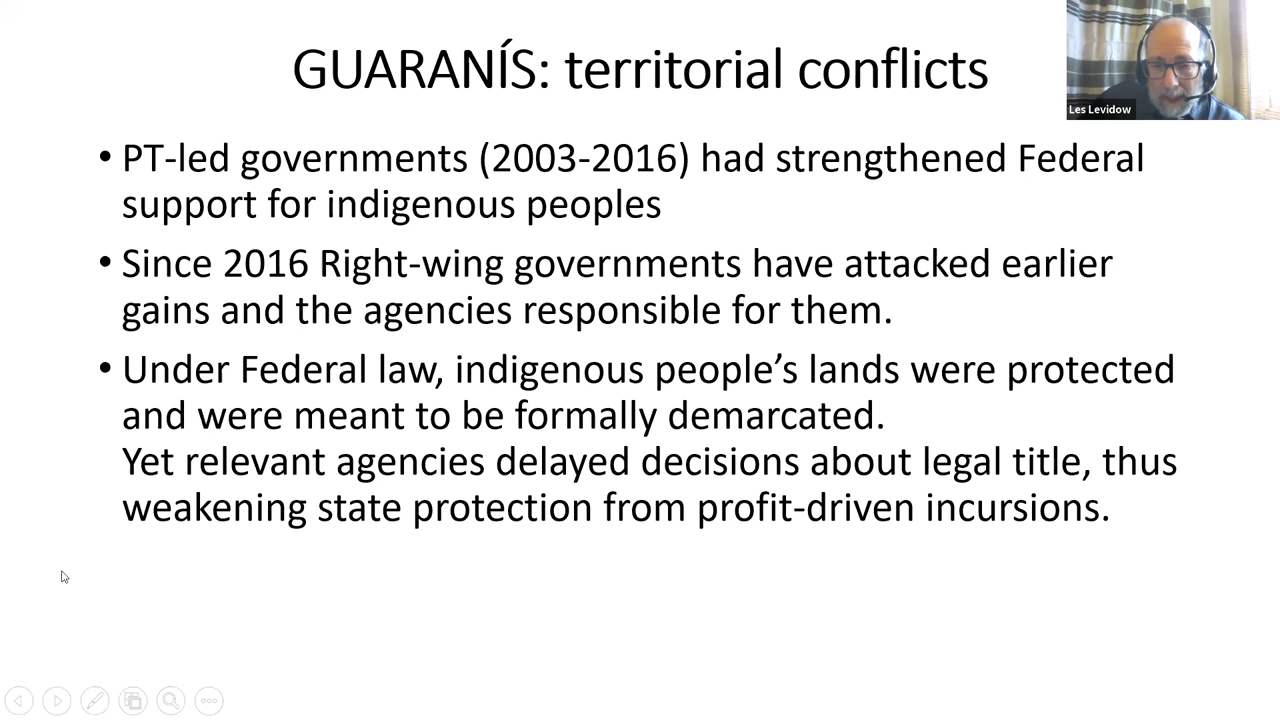 GUARANÍS: territorial conflicts
Les Levidow
• PT-led governments (2003-2016) had strengthened Federal
support for indigenous peoples
• Since 2016 Right-wing governments have attacked earlier
gains and the agencies responsible for them.
• Under Federal law, indigenous people’s lands were protected
and were meant to be formally demarcated.
Yet relevant agencies delayed decisions about legal title, thus
weakening state protection from profit-driven incursions.